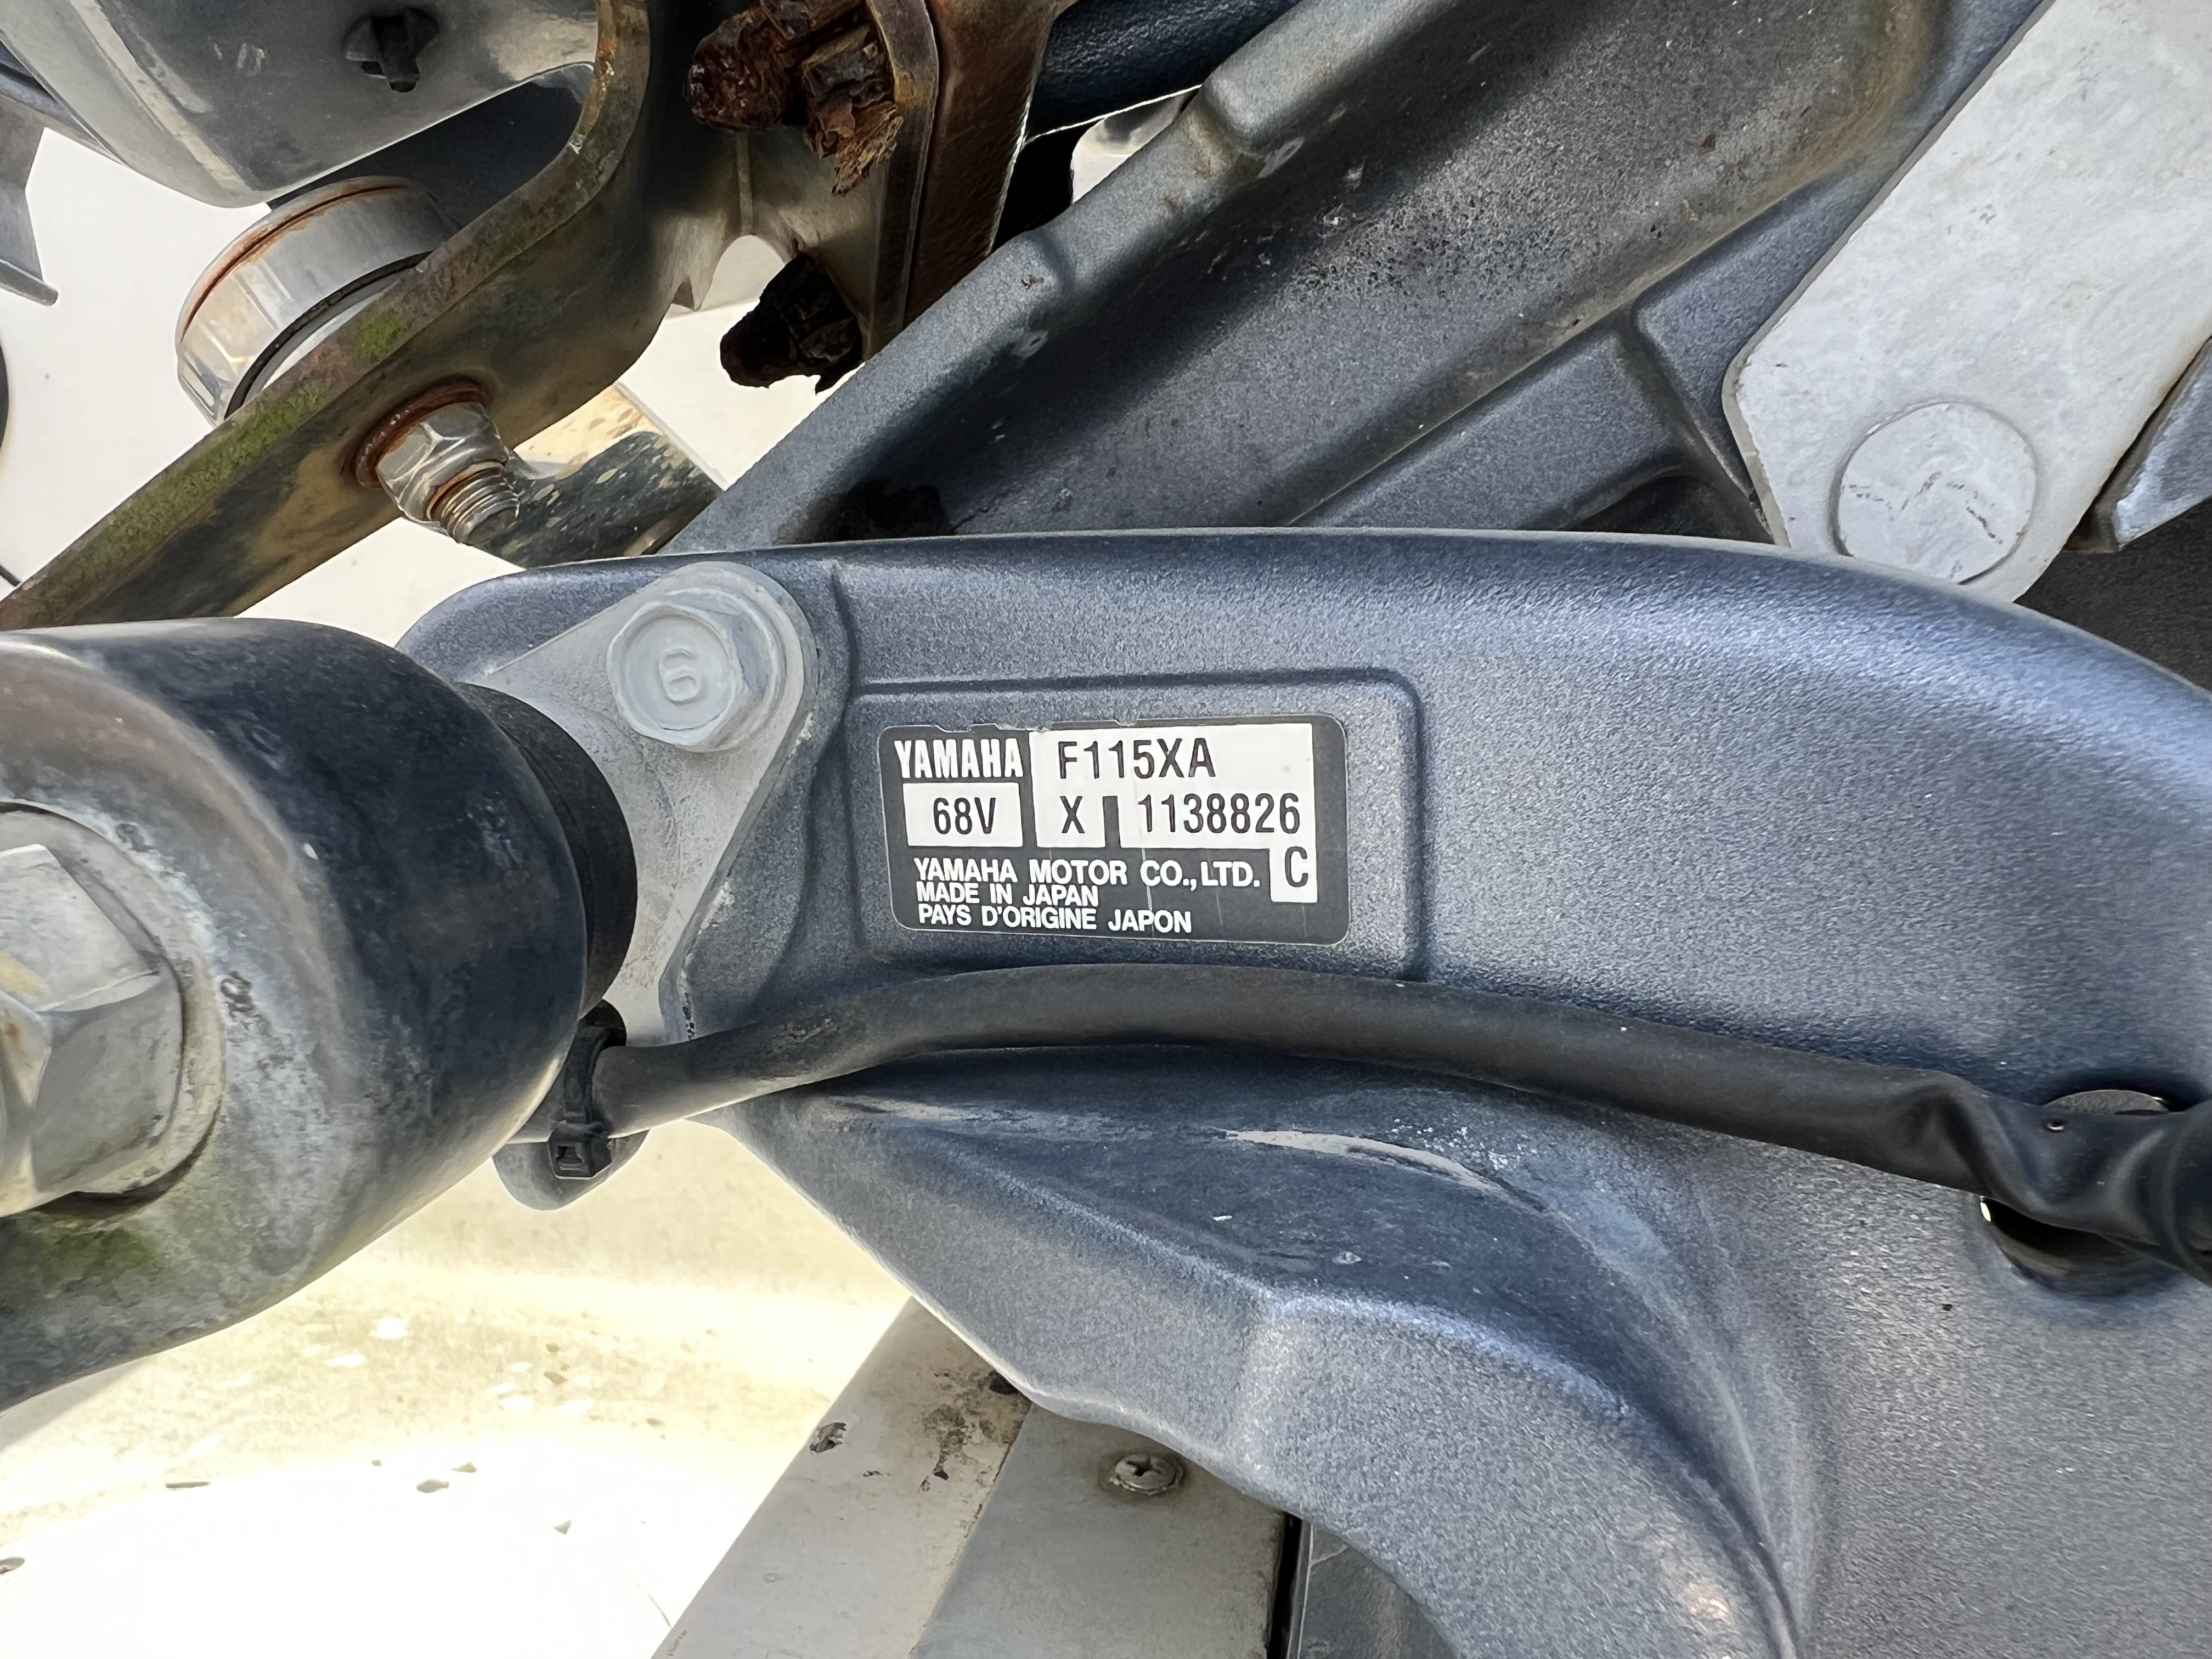 6
YAMAHA F115XA
68V X 1138826
YAMAHA MOTOR CO., LTD. C
MADE IN JAPAN
PAYS D'ORIGINE JAPON